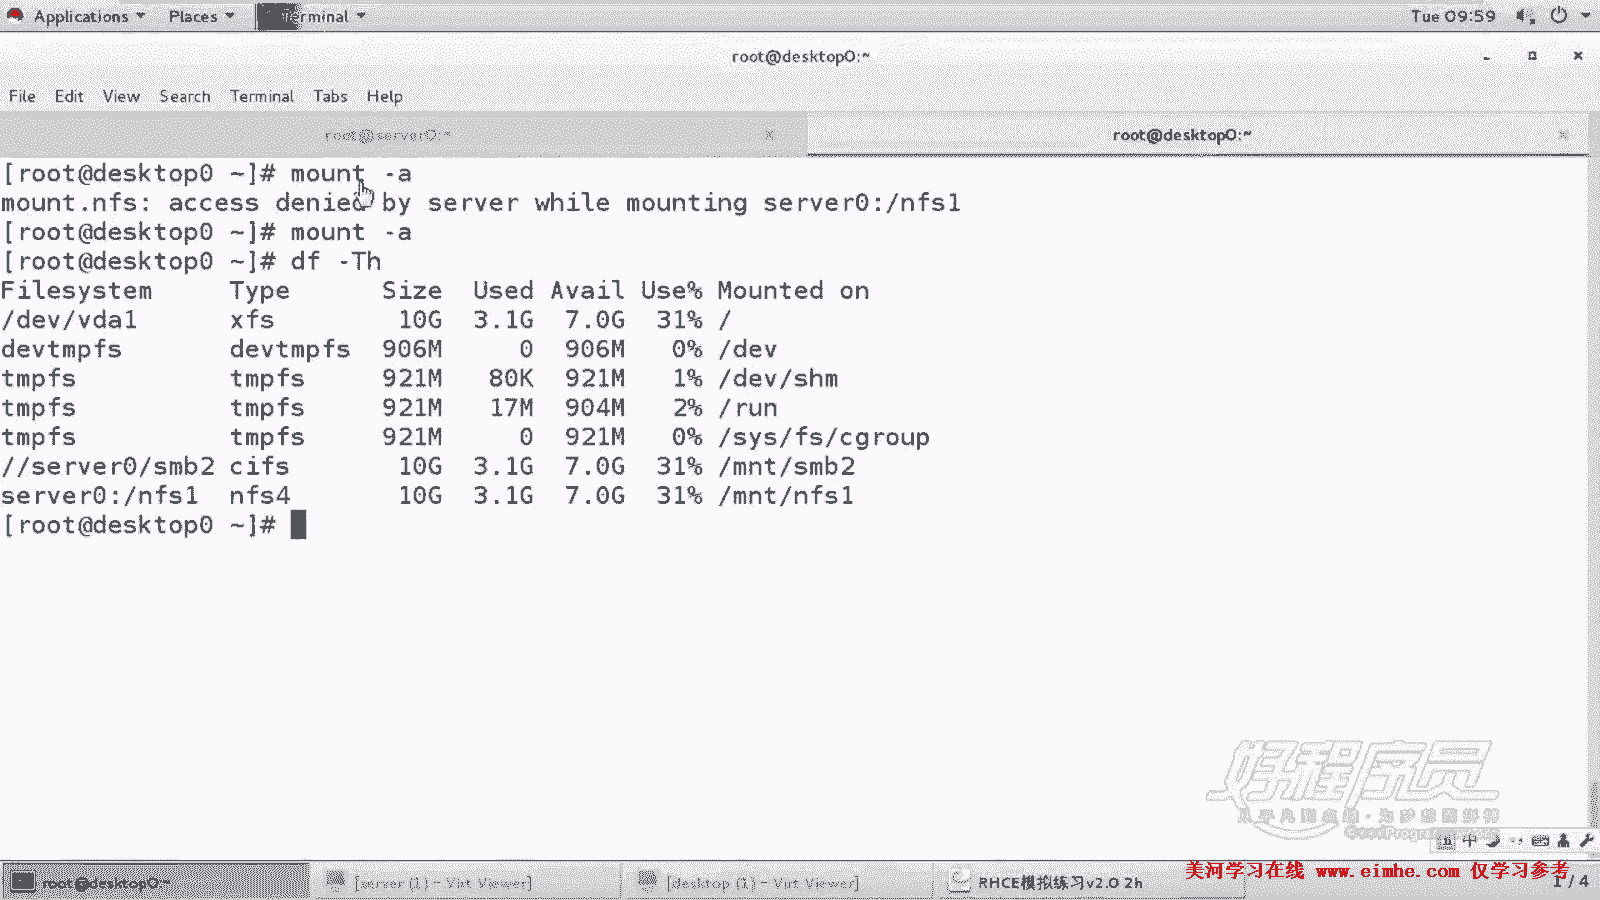 Applications Places Terminal Tue 09:59
root@desktop0:~
File Edit View Search Terminal Tabs Help
root@server0:~ root@desktop0:~
[root@desktop0 ~]# mount -a
mount.nfs: access denied by server while mounting server0:/nfs1
[root@desktop0 ~]# mount -a
[root@desktop0 ~]# df -Th
Filesystem Type Size Used Avail Use% Mounted on
/dev/vda1 xfs 10G 3.1G 7.0G 31% /
devtmpfs devtmpfs 906M 0 906M 0% /dev
tmpfs tmpfs 921M 80K 921M 1% /dev/shm
tmpfs tmpfs 921M 17M 904M 2% /run
tmpfs tmpfs 921M 0 921M 0% /sys/fs/cgroup
//server0/smb2 cifs 10G 3.1G 7.0G 31% /mnt/smb2
server0:/nfs1 nfs4 10G 3.1G 7.0G 31% /mnt/nfs1
[root@desktop0 ~]#
好程序员
中
root@desktop0:~ [server (1) - Virt Viewer] [desktop (1) - Virt Viewer] RHCE模拟练习v2.0 2h 1 / 4
美河学习在线 www.eimhe.com 仅学习参考